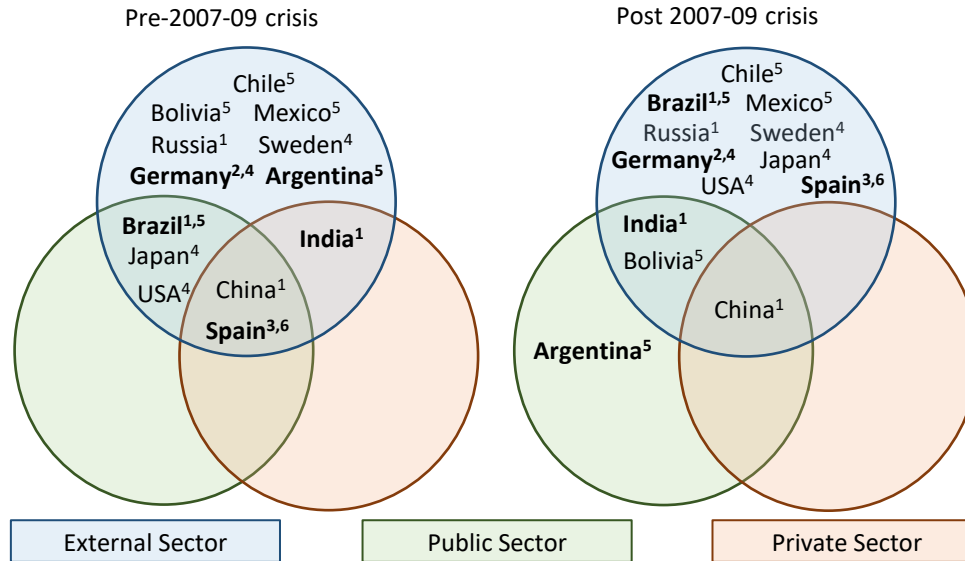 Pre-2007-09 crisis
Chile⁵
Bolivia⁵ Mexico⁵
Russia¹ Sweden⁴
Germany²,⁴ Argentina⁵
Brazil¹,⁵
India¹
Japan⁴
USA⁴
China¹
Spain³,⁶
Post 2007-09 crisis
Chile⁵
Brazil¹,⁵ Mexico⁵
Russia¹ Sweden⁴
Germany²,⁴ Japan⁴
USA⁴ Spain³,⁶
India¹
Bolivia⁵
China¹
Argentina⁵
External Sector
Public Sector
Private Sector